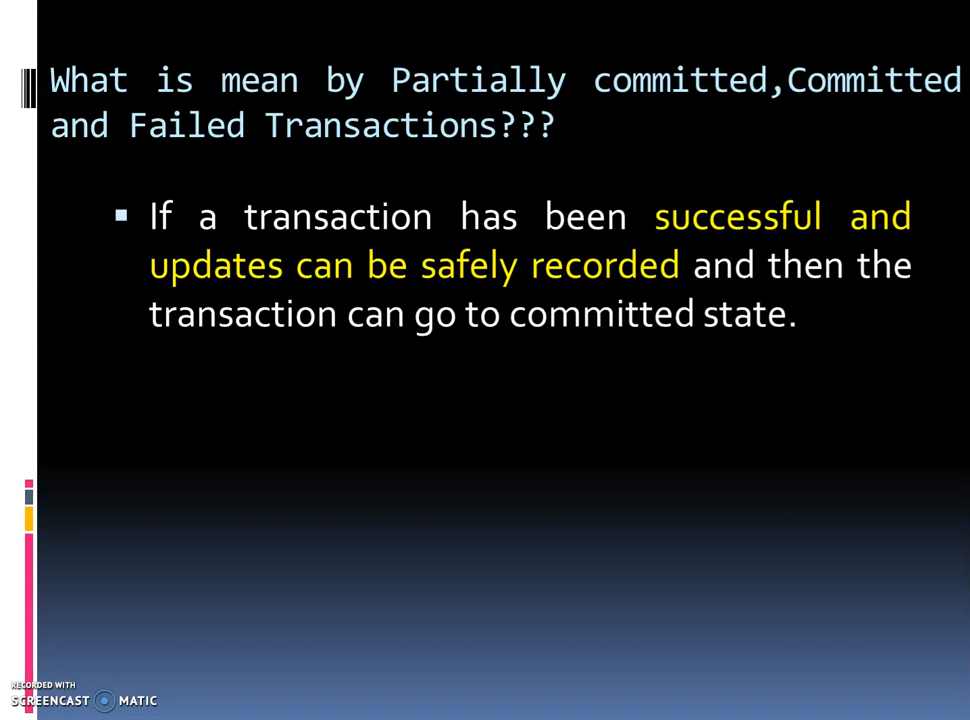 What is mean by Partially committed,Committed
and Failed Transactions???
▪ If a transaction has been successful and
updates can be safely recorded and then the
transaction can go to committed state.
RECORDED WITH
SCREENCAST MATIC